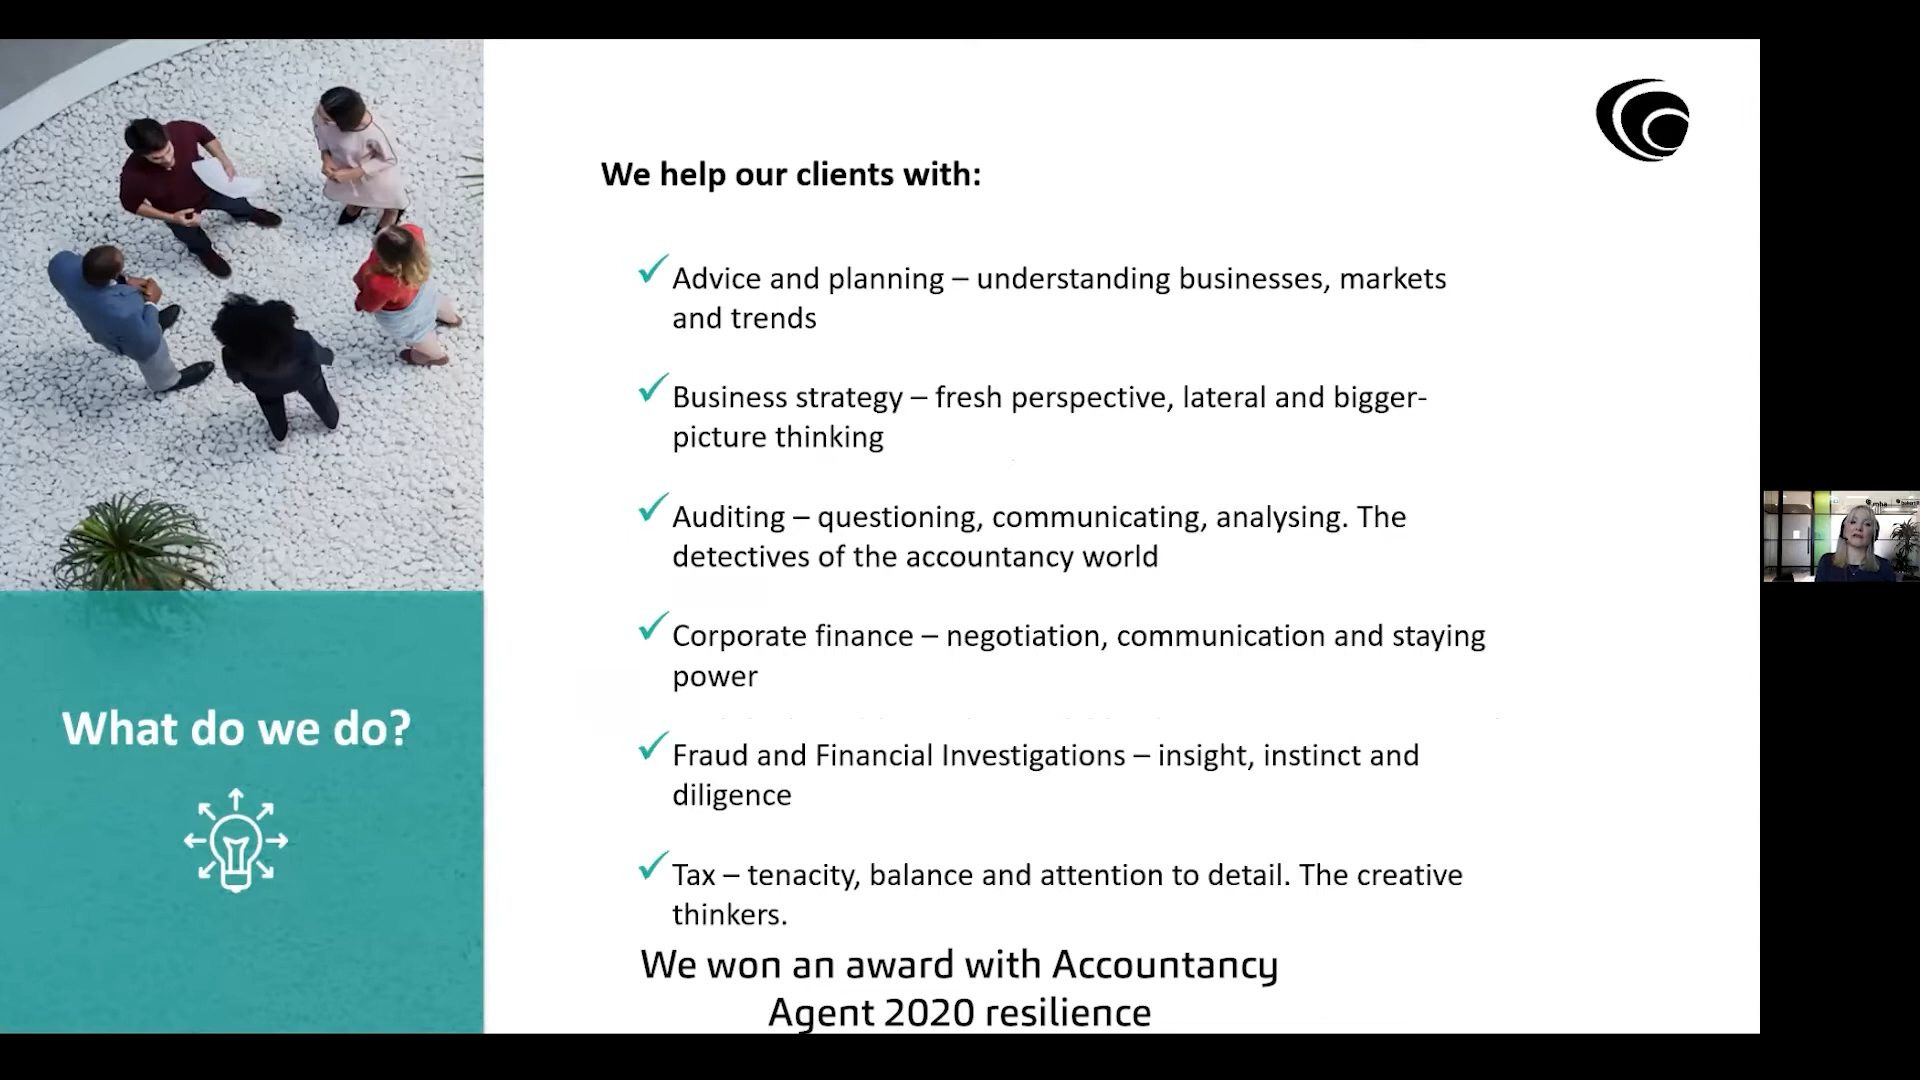 We help our clients with:
Advice and planning – understanding businesses, markets
and trends
Business strategy – fresh perspective, lateral and bigger-
picture thinking
Auditing – questioning, communicating, analysing. The
detectives of the accountancy world
Corporate finance – negotiation, communication and staying
power
Fraud and Financial Investigations – insight, instinct and
diligence
Tax – tenacity, balance and attention to detail. The creative
thinkers.
What do we do?
We won an award with Accountancy
Agent 2020 resilience